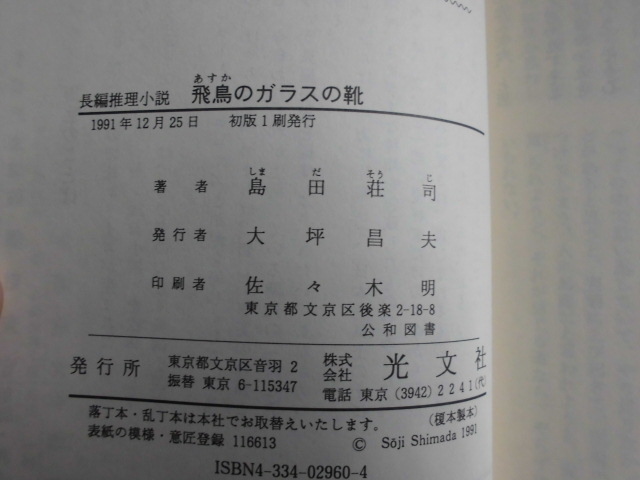 あすか
長編推理小説 飛鳥のガラスの靴
1991年12月25日 初版1刷発行
しま だ そう じ
著者 島田荘司
発行者 大坪昌夫
印刷者 佐々木明
東京都文京区後楽2-18-8
公和図書
発行所 東京都文京区音羽2 株式会社 光文社
振替 東京 6-115347 電話 東京 (3942) 2241(代)
落丁本・乱丁本は本社でお取替えいたします。 (榎本製本)
表紙の模様・意匠登録 116613
© Sōji Shimada 1991
ISBN4-334-02960-4